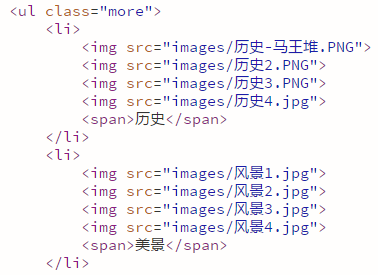 <ul class="more">
<li>
<img src="images/历史-马王堆.PNG">
<img src="images/历史2.PNG">
<img src="images/历史3.PNG">
<img src="images/历史4.jpg">
<span>历史</span>
</li>
<li>
<img src="images/风景1.jpg">
<img src="images/风景2.jpg">
<img src="images/风景3.jpg">
<img src="images/风景4.jpg">
<span>美景</span>
</li>